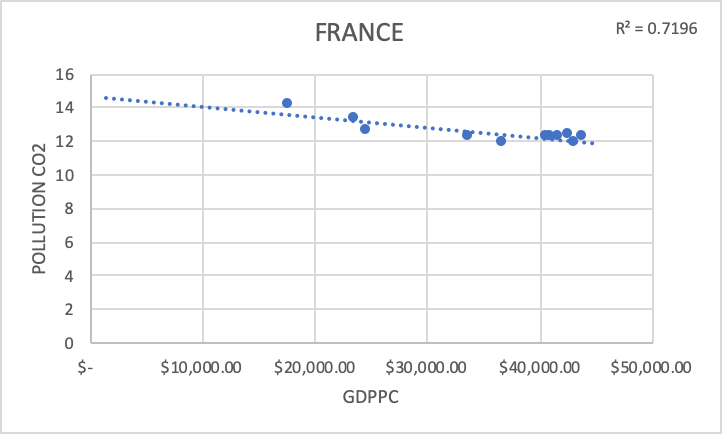 FRANCE
R² = 0.7196
16
14
12
10
8
6
4
2
0
POLLUTION CO2
$- $10,000.00 $20,000.00 $30,000.00 $40,000.00 $50,000.00
GDPPC